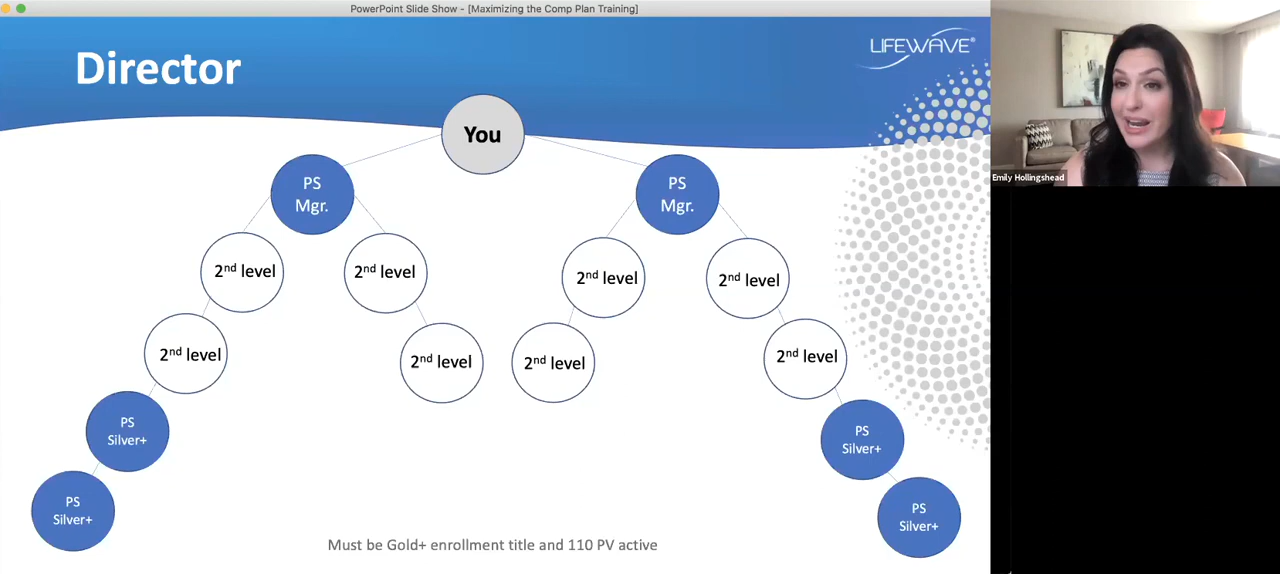 PowerPoint Slide Show - [Maximizing the Comp Plan Training]
LIFEWAVE®
Director
You
PS
Mgr.
PS
Mgr.
2nd level
2nd level
2nd level
2nd level
2nd level
2nd level
2nd level
2nd level
PS
Silver+
PS
Silver+
PS
Silver+
PS
Silver+
Must be Gold+ enrollment title and 110 PV active
Emily Hollingshead